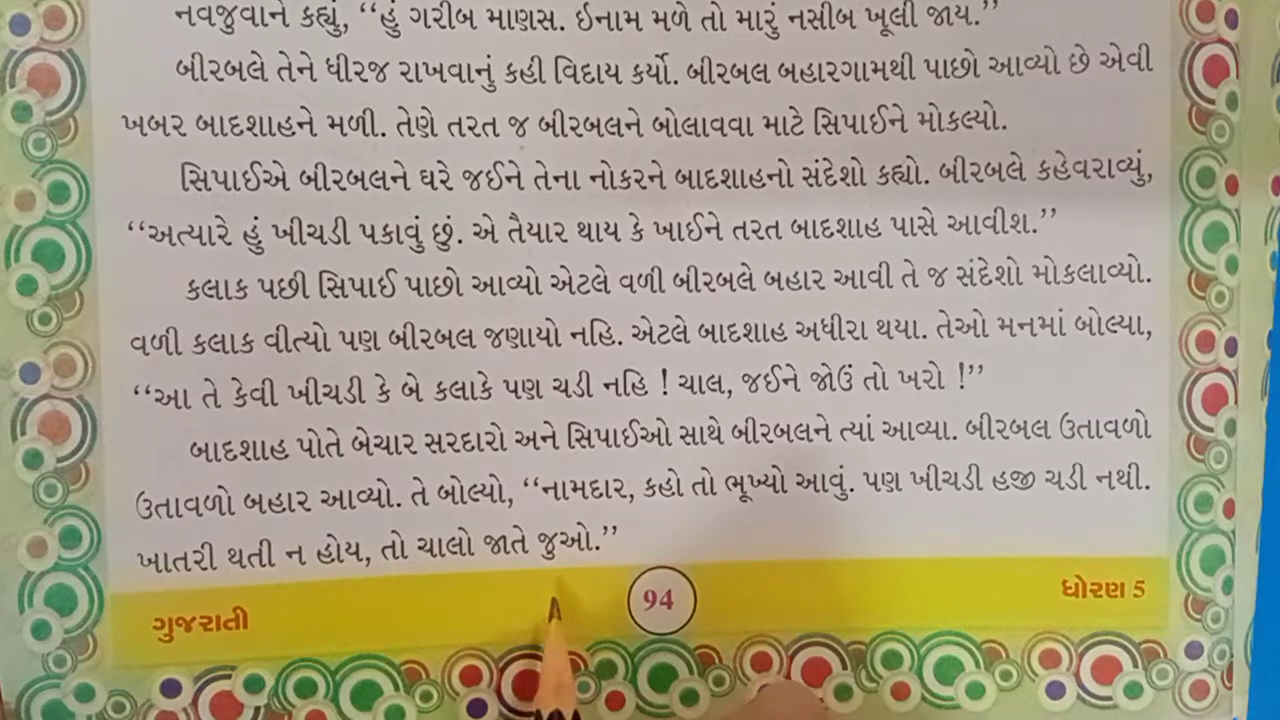 નવજુવાને કહ્યું, “હું ગરીબ માણસ. ઇનામ મળે તો મારું નસીબ ખૂલી જાય.”
બીરબલે તેને ધીરજ રાખવાનું કહી વિદાય કર્યો. બીરબલ બહારગામથી પાછો આવ્યો છે એવી
ખબર બાદશાહને મળી. તેણે તરત જ બીરબલને બોલાવવા માટે સિપાઈને મોકલ્યો.
સિપાઈએ બીરબલને ઘરે જઈને તેના નોકરને બાદશાહનો સંદેશો કહ્યો. બીરબલે કહેવરાવ્યું,
“અત્યારે હું ખીચડી પકાવું છું. એ તૈયાર થાય કે ખાઈને તરત બાદશાહ પાસે આવીશ.”
કલાક પછી સિપાઈ પાછો આવ્યો એટલે વળી બીરબલે બહાર આવી તે જ સંદેશો મોકલાવ્યો.
વળી કલાક વીત્યો પણ બીરબલ જણાયો નહિ. એટલે બાદશાહ અધીરા થયા. તેઓ મનમાં બોલ્યા,
“આ તે કેવી ખીચડી કે બે કલાકે પણ ચડી નહિ ! ચાલ, જઈને જોઉં તો ખરો !”
બાદશાહ પોતે બેચાર સરદારો અને સિપાઈઓ સાથે બીરબલને ત્યાં આવ્યા. બીરબલ ઉતાવળો
ઉતાવળો બહાર આવ્યો. તે બોલ્યો, “નામદાર, કહો તો ભૂખ્યો આવું. પણ ખીચડી હજી ચડી નથી.
ખાતરી થતી ન હોય, તો ચાલો જાતે જુઓ.”
ગુજરાતી 94 ધોરણ 5